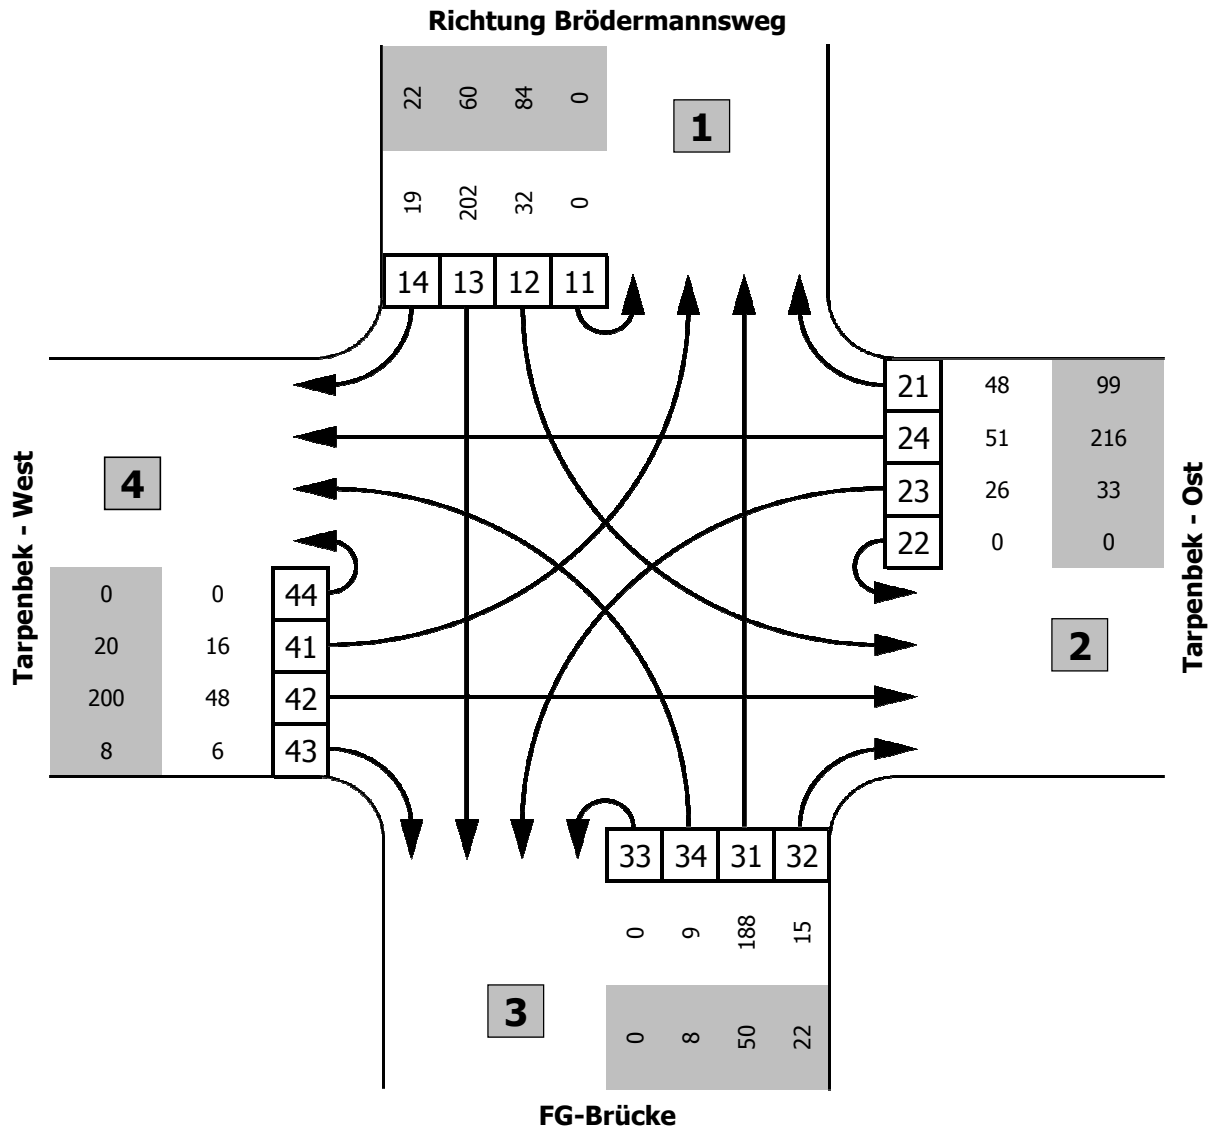 Richtung Brödermannsweg
22 60 84 0
1
19 202 32 0
14 13 12 11
21 48 99
24 51 216
23 26 33
22 0 0
4
Tarpenbek - West
Tarpenbek - Ost
0 0 44
20 16 41
200 48 42
8 6 43
2
33 34 31 32
0 9 188 15
3
0 8 50 22
FG-Brücke